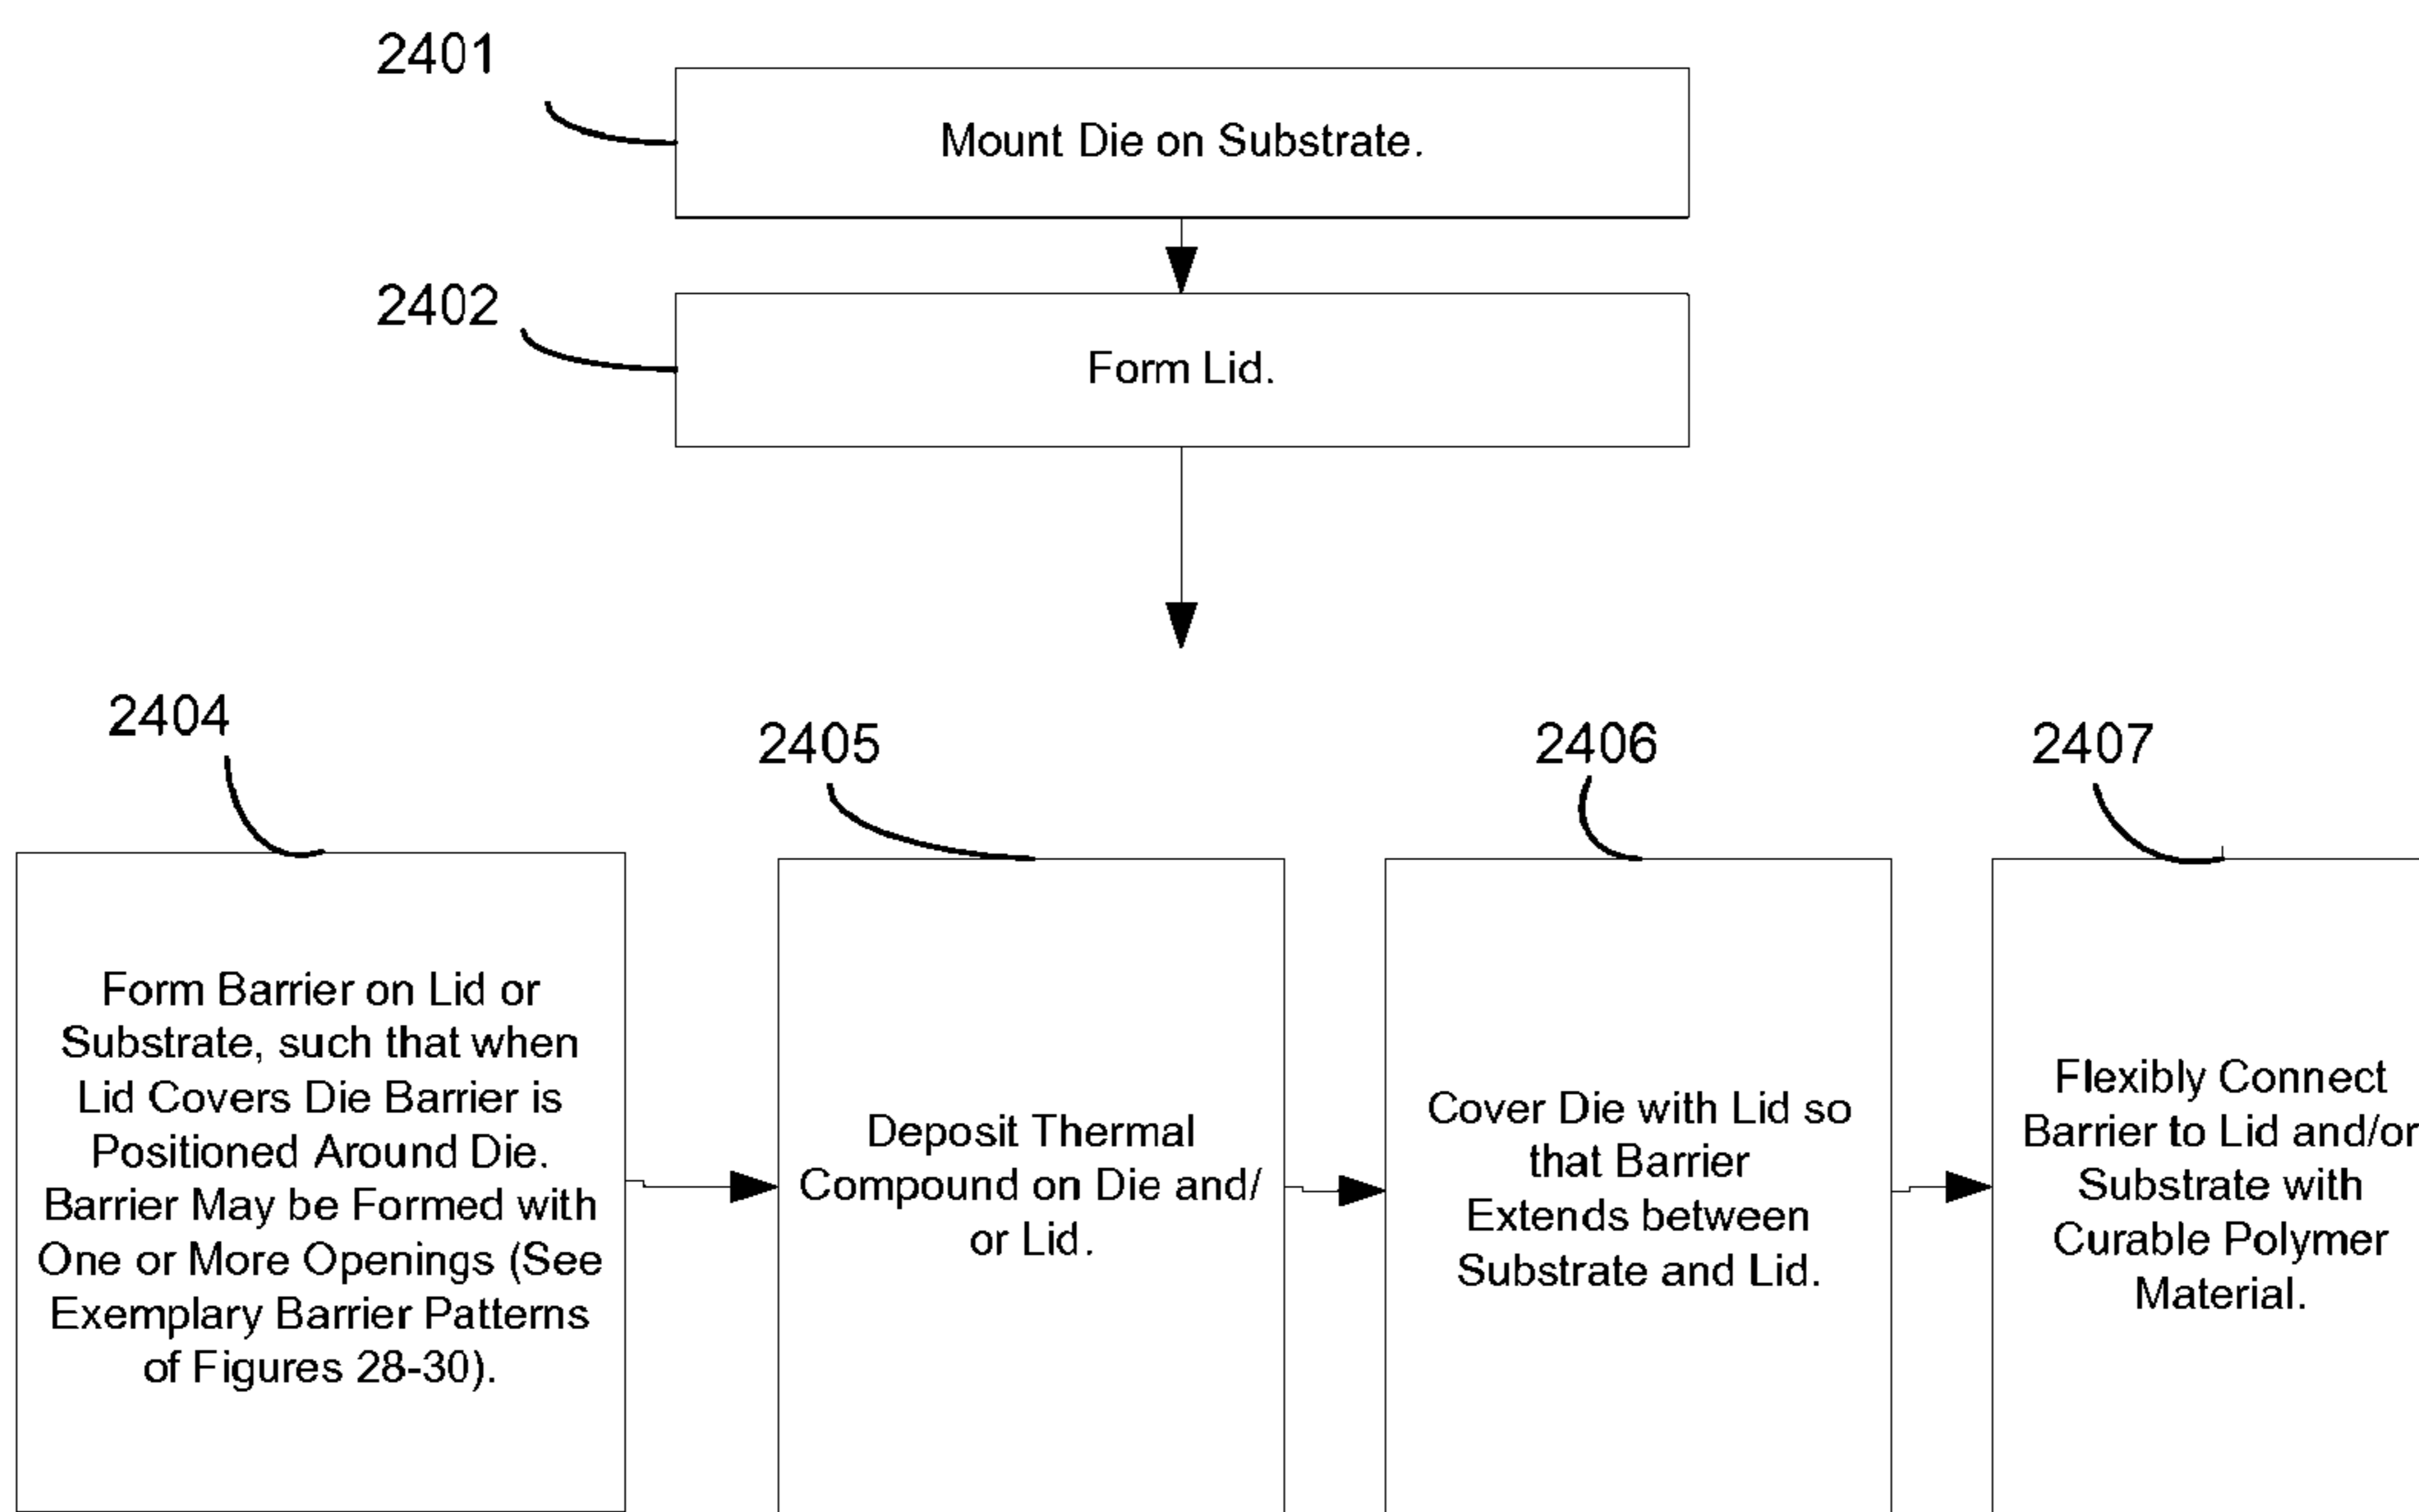 2401
Mount Die on Substrate.
2402
Form Lid.
2404
Form Barrier on Lid or
Substrate, such that when
Lid Covers Die Barrier is
Positioned Around Die.
Barrier May be Formed with
One or More Openings (See
Exemplary Barrier Patterns
of Figures 28-30).
2405
Deposit Thermal
Compound on Die and/
or Lid.
2406
Cover Die with Lid so
that Barrier
Extends between
Substrate and Lid.
2407
Flexibly Connect
Barrier to Lid and/or
Substrate with
Curable Polymer
Material.